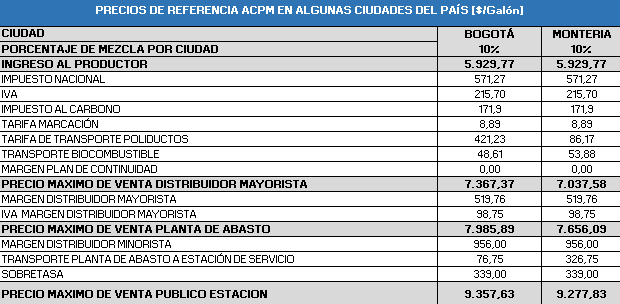 PRECIOS DE REFERENCIA ACPM EN ALGUNAS CIUDADES DEL PAÍS [$/Galón]
CIUDAD BOGOTÁ MONTERIA
PORCENTAJE DE MEZCLA POR CIUDAD 10% 10%
INGRESO AL PRODUCTOR 5.929,77 5.929,77
IMPUESTO NACIONAL 571,27 571,27
IVA 215,70 215,70
IMPUESTO AL CARBONO 171,9 171,9
TARIFA MARCACIÓN 8,89 8,89
TARIFA DE TRANSPORTE POLIDUCTOS 421,23 86,17
TRANSPORTE BIOCOMBUSTIBLE 48,61 53,88
MARGEN PLAN DE CONTINUIDAD 0,00 0,00
PRECIO MAXIMO DE VENTA DISTRIBUIDOR MAYORISTA 7.367,37 7.037,58
MARGEN DISTRIBUIDOR MAYORISTA 519,76 519,76
IVA MARGEN DISTRIBUIDOR MAYORISTA 98,75 98,75
PRECIO MAXIMO DE VENTA PLANTA DE ABASTO 7.985,89 7.656,09
MARGEN DISTRIBUIDOR MINORISTA 956,00 956,00
TRANSPORTE PLANTA DE ABASTO A ESTACIÓN DE SERVICIO 76,75 326,75
SOBRETASA 339,00 339,00
PRECIO MAXIMO DE VENTA PUBLICO ESTACION 9.357,63 9.277,83